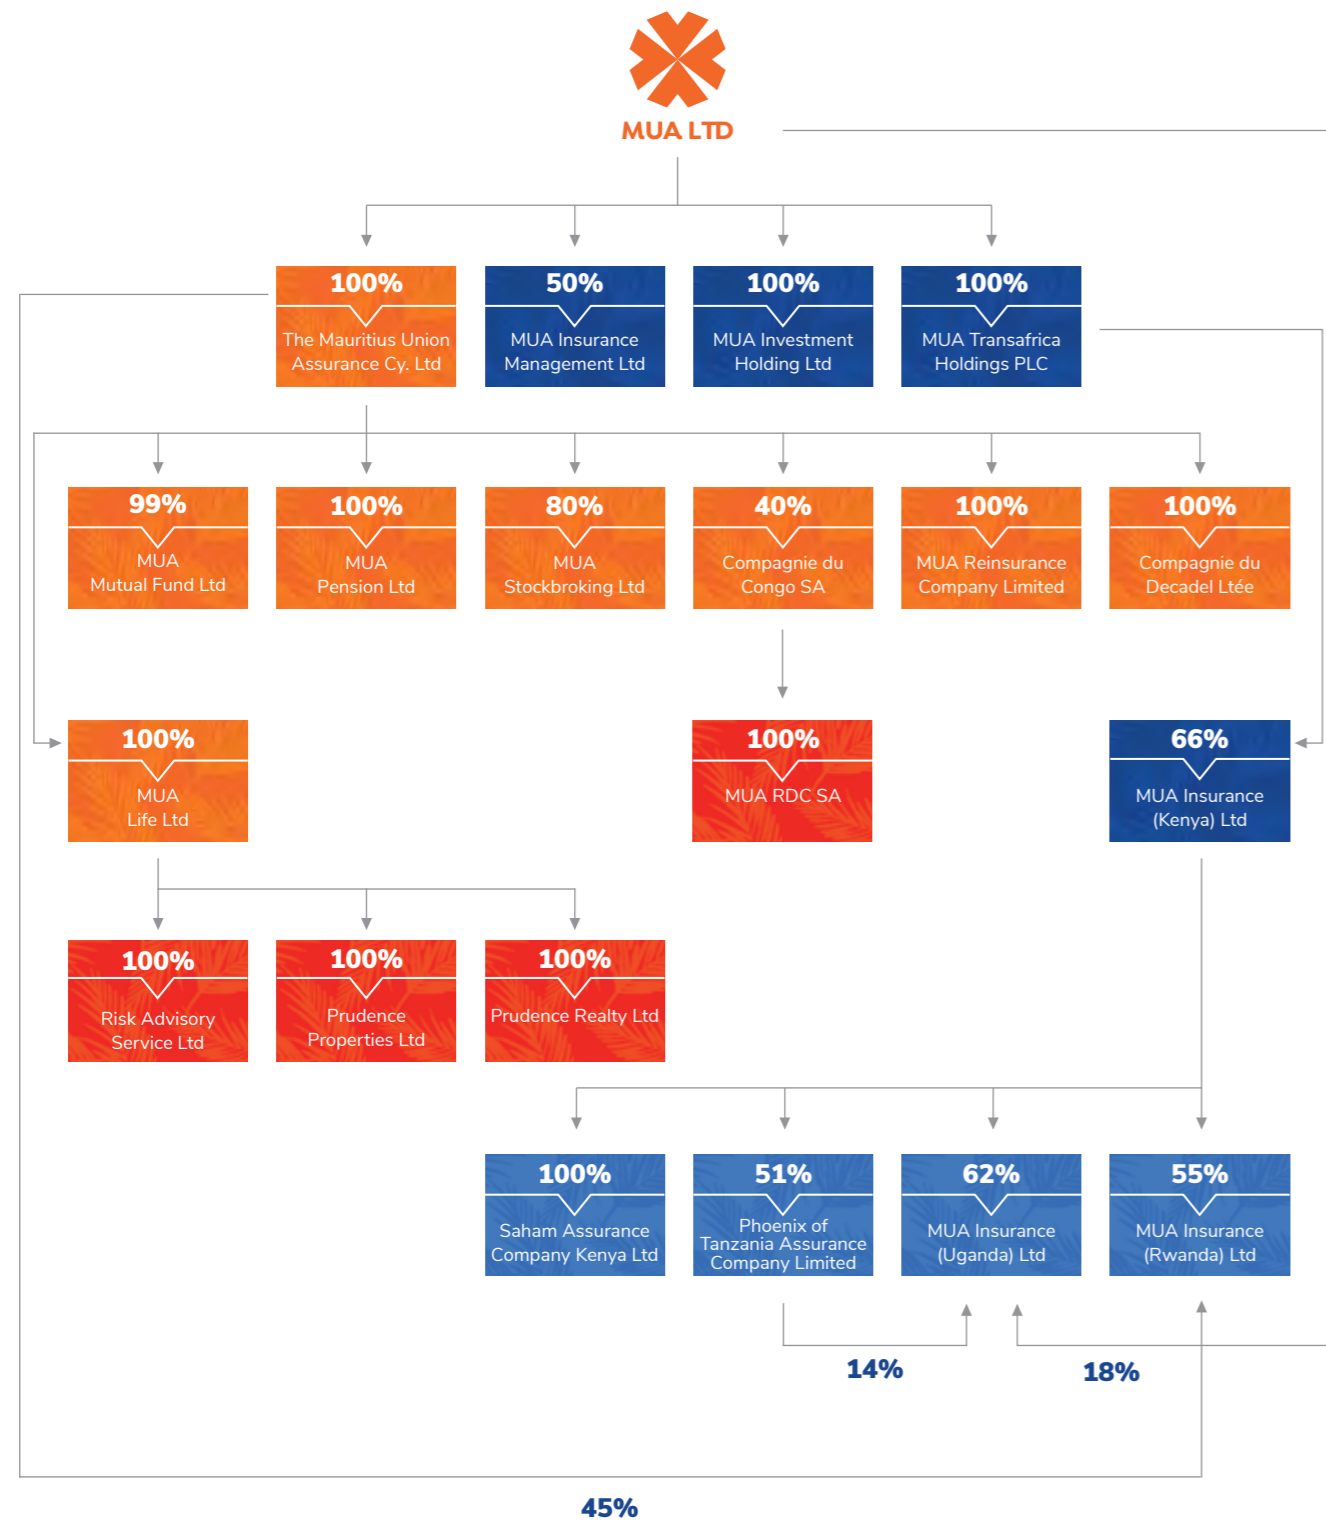 MUA LTD
100%
The Mauritius Union
Assurance Cy. Ltd
50%
MUA Insurance
Management Ltd
100%
MUA Investment
Holding Ltd
100%
MUA Transafrica
Holdings PLC
99%
MUA
Mutual Fund Ltd
100%
MUA
Pension Ltd
80%
MUA
Stockbroking Ltd
40%
Compagnie du
Congo SA
100%
MUA Reinsurance
Company Limited
100%
Compagnie du
Decadel Ltée
100%
MUA
Life Ltd
100%
MUA RDC SA
66%
MUA Insurance
(Kenya) Ltd
100%
Risk Advisory
Service Ltd
100%
Prudence
Properties Ltd
100%
Prudence Realty Ltd
100%
Saham Assurance
Company Kenya Ltd
51%
Phoenix of
Tanzania Assurance
Company Limited
62%
MUA Insurance
(Uganda) Ltd
55%
MUA Insurance
(Rwanda) Ltd
14%
18%
45%